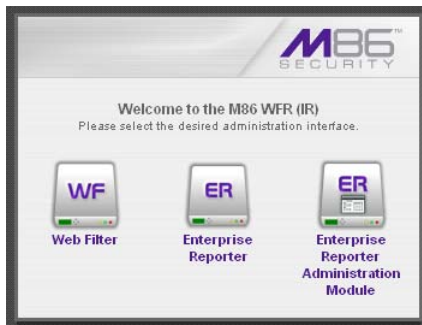 M86™
SECURITY
Welcome to the M86 WFR (IR)
Please select the desired administration interface.
WF
ER
ER
Web Filter
Enterprise
Reporter
Enterprise
Reporter
Administration
Module